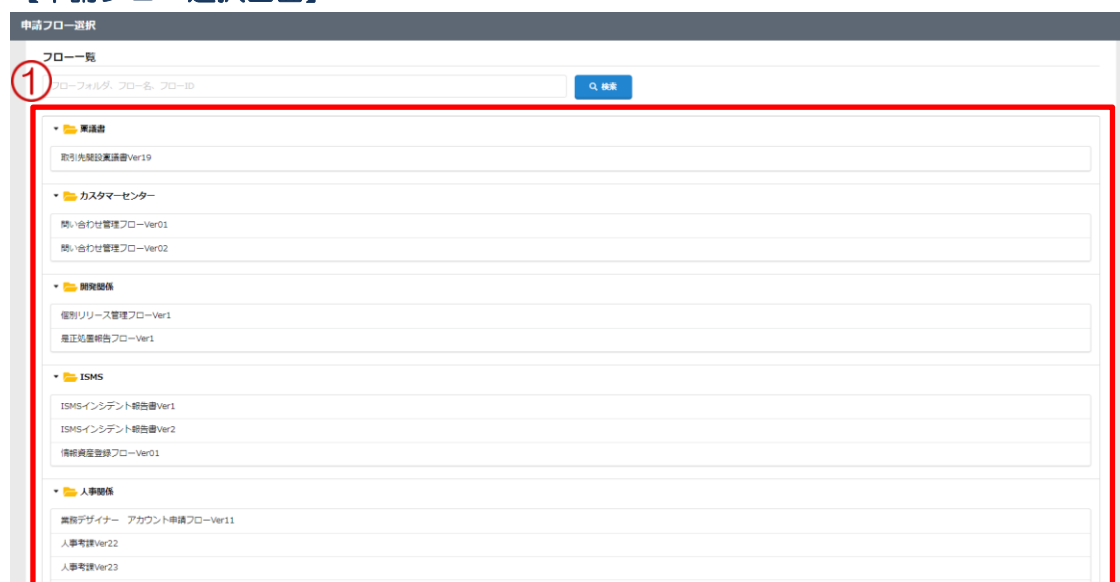 【申請フロー選択画面】
申請フロー選択
フロー一覧
①
フローフォルダ、フロー名、フローID
検索
稟議書
取引先開設稟議書Ver19
カスタマーセンター
問い合わせ管理フローVer01
問い合わせ管理フローVer02
開発関係
個別リリース管理フローVer1
是正処置報告フローVer1
ISMS
ISMSインシデント報告書Ver1
ISMSインシデント報告書Ver2
情報資産登録フローVer01
人事関係
業務デザイナー　アカウント申請フローVer11
人事考課Ver22
人事考課Ver23